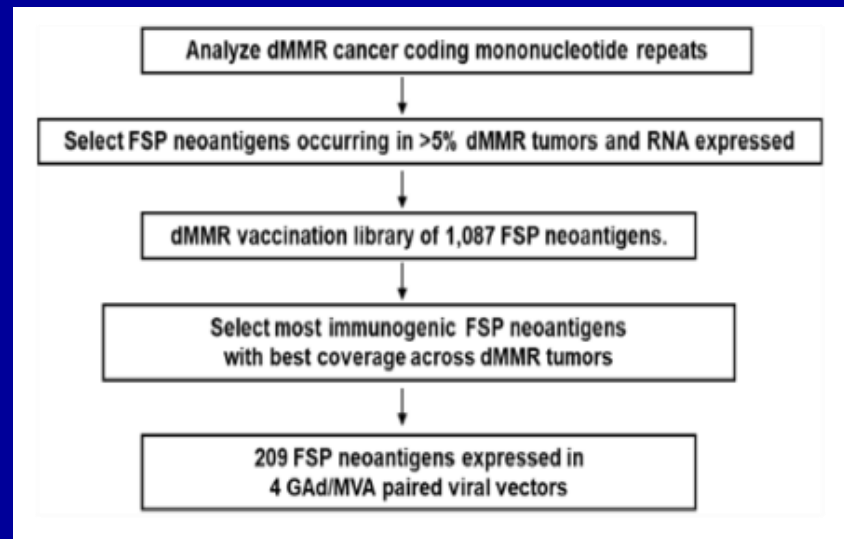 Analyze dMMR cancer coding mononucleotide repeats
Select FSP neoantigens occurring in >5% dMMR tumors and RNA expressed
dMMR vaccination library of 1,087 FSP neoantigens.
Select most immunogenic FSP neoantigens
with best coverage across dMMR tumors
209 FSP neoantigens expressed in
4 GAd/MVA paired viral vectors